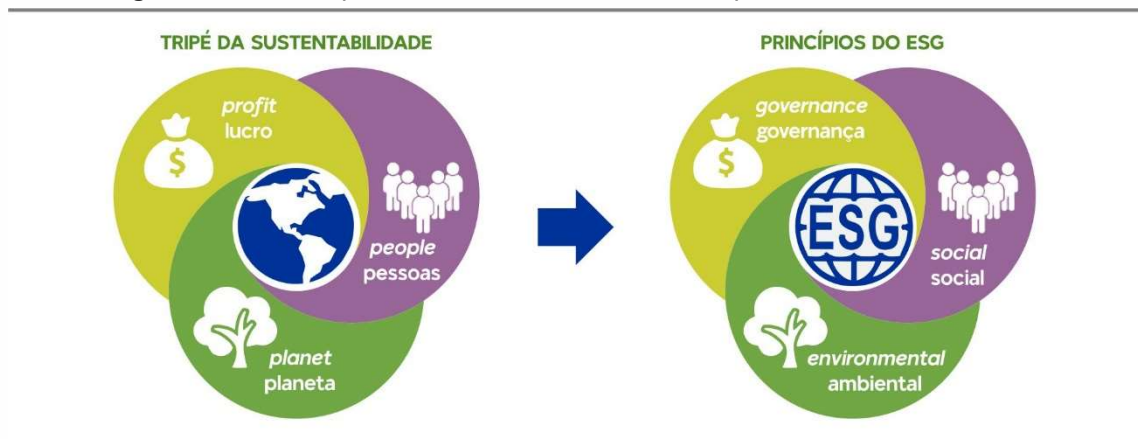 TRIPÉ DA SUSTENTABILIDADE
profit
lucro
$
people
pessoas
planet
planeta
PRINCÍPIOS DO ESG
governance
governança
$
ESG
social
social
environmental
ambiental